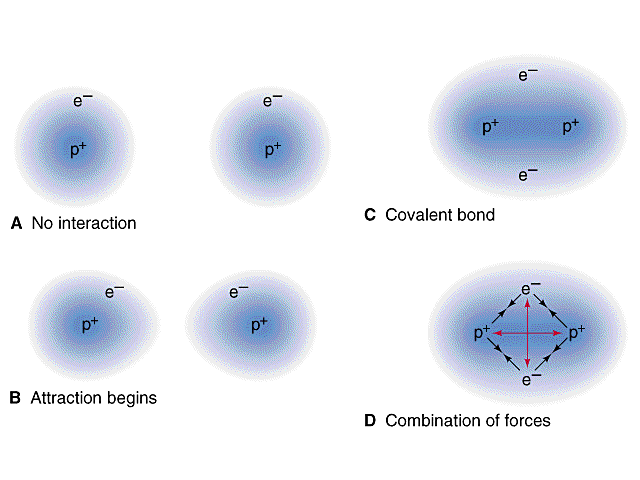 e⁻
p⁺
e⁻
p⁺
A No interaction
e⁻
p⁺
e⁻
p⁺
B Attraction begins
e⁻
p⁺ p⁺
e⁻
C Covalent bond
e⁻
p⁺ p⁺
e⁻
D Combination of forces